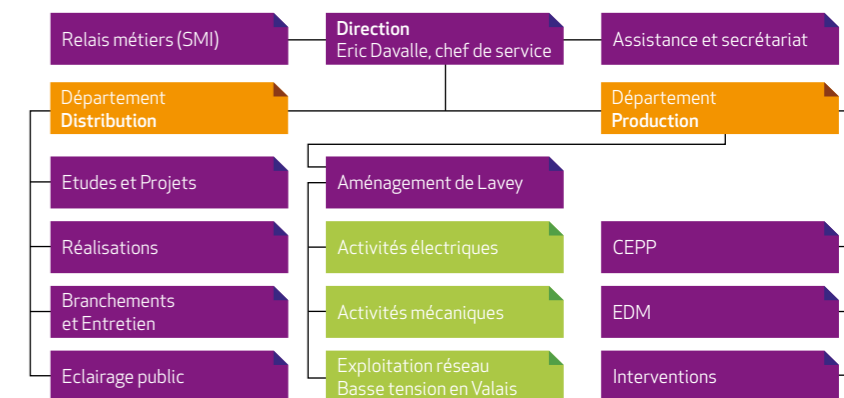 Relais métiers (SMI)
Direction
Eric Davalle, chef de service
Assistance et secrétariat
Département
Distribution
Département
Production
Etudes et Projets
Réalisations
Branchements
et Entretien
Eclairage public
Aménagement de Lavey
Activités électriques
Activités mécaniques
Exploitation réseau
Basse tension en Valais
CEPP
EDM
Interventions